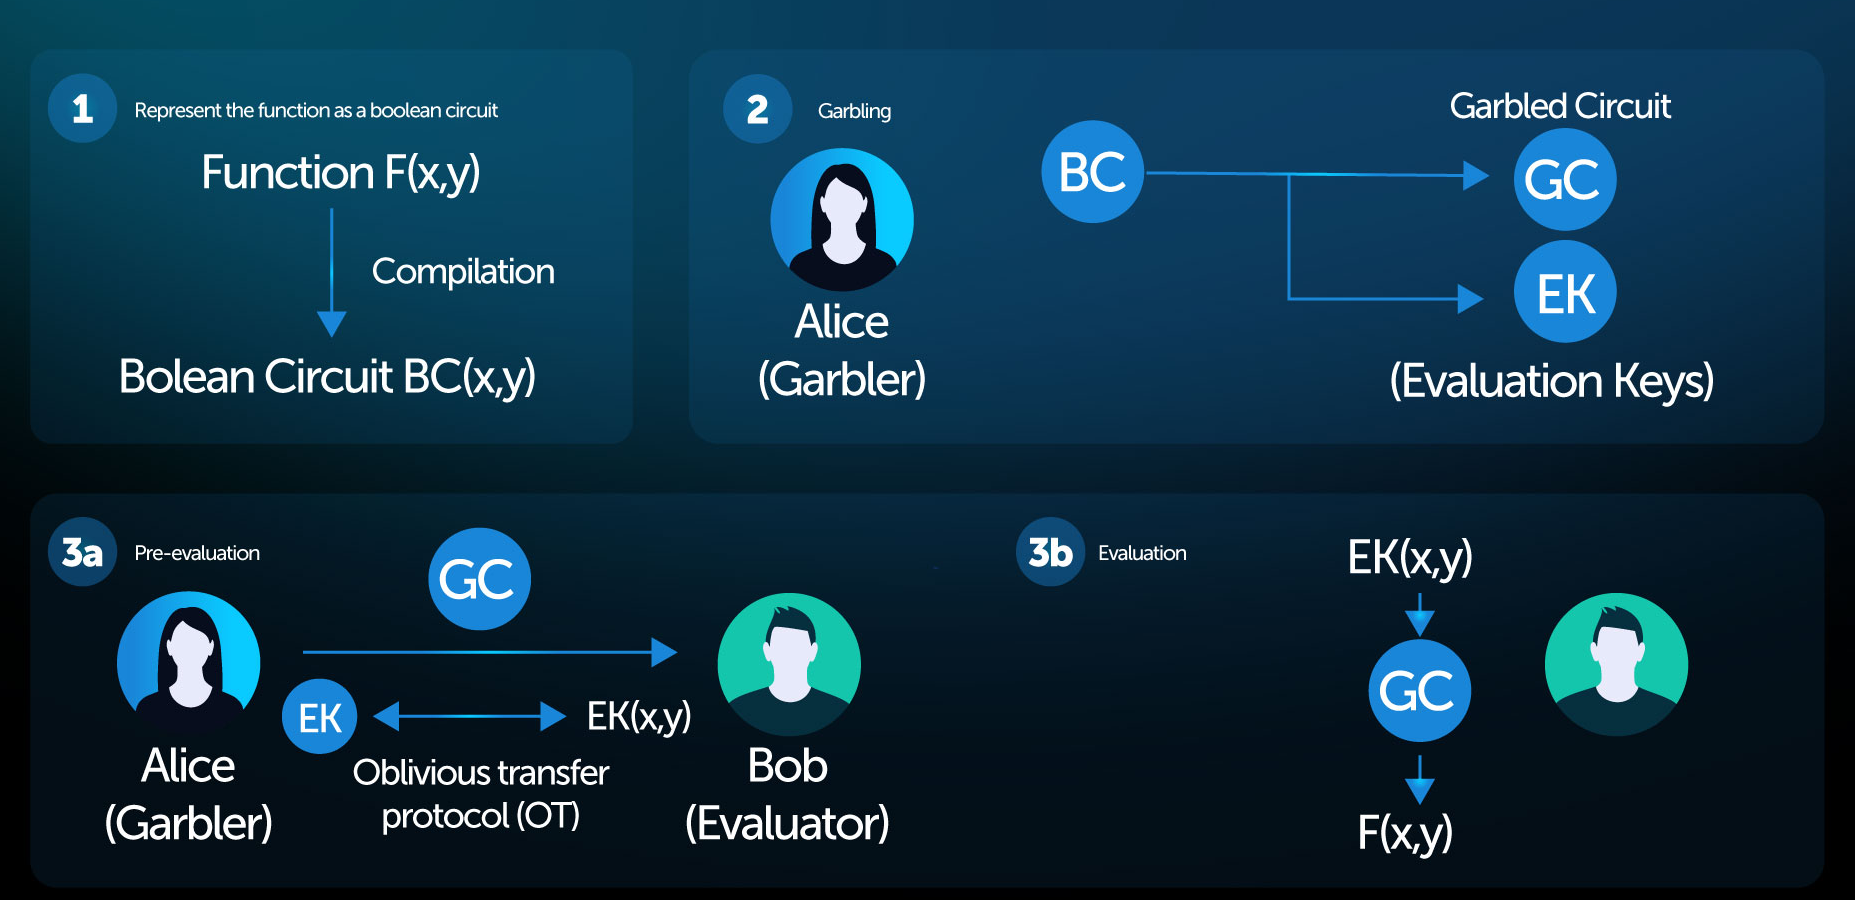 1
Represent the function as a boolean circuit
Function F(x,y)
Compilation
Bolean Circuit BC(x,y)
2
Garbling
Alice
(Garbler)
BC
Garbled Circuit
GC
EK
(Evaluation Keys)
3a
Pre-evaluation
GC
EK
EK(x,y)
Alice
(Garbler)
Oblivious transfer
protocol (OT)
Bob
(Evaluator)
3b
Evaluation
EK(x,y)
GC
F(x,y)